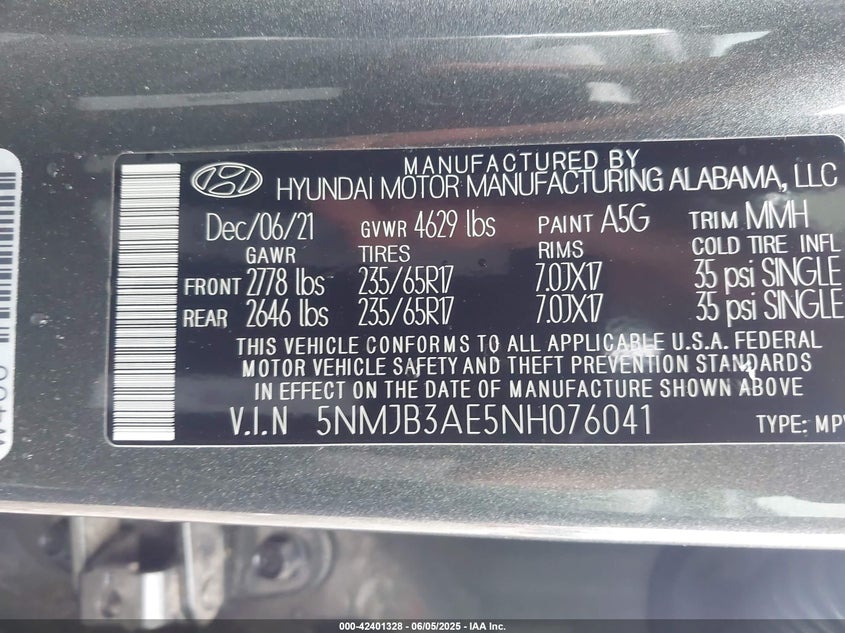 MANUFACTURED BY
HYUNDAI MOTOR MANUFACTURING ALABAMA, LLC
Dec/06/21 GVWR 4629 lbs PAINT A5G TRIM MMH
GAWR TIRES RIMS COLD TIRE INFL
FRONT 2778 lbs 235/65R17 7.0JX17 35 psi SINGLE
REAR 2646 lbs 235/65R17 7.0JX17 35 psi SINGLE
THIS VEHICLE CONFORMS TO ALL APPLICABLE U.S.A. FEDERAL
MOTOR VEHICLE SAFETY AND THEFT PREVENTION STANDARDS
IN EFFECT ON THE DATE OF MANUFACTURE SHOWN ABOVE
V.I.N 5NMJB3AE5NH076041 TYPE: MPV
000-42401328 - 06/05/2025 - IAA Inc.